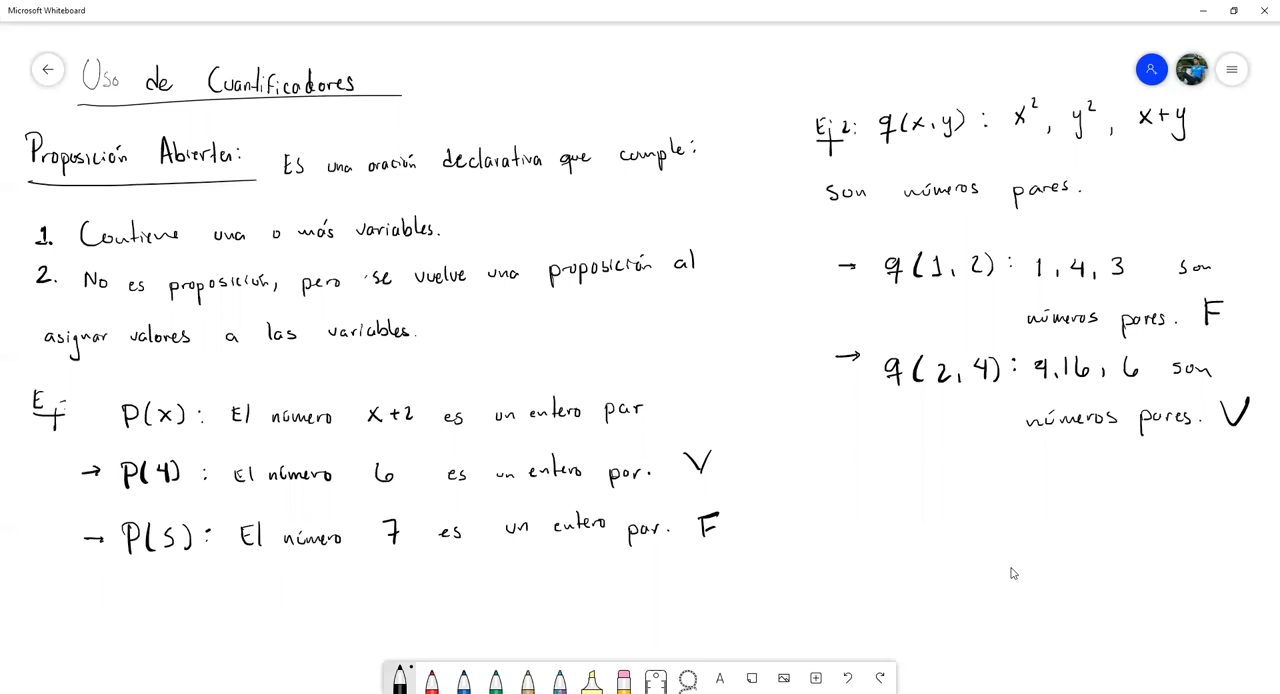 Microsoft Whiteboard
Uso de Cuantificadores
Proposición Abierta: Es una oración declarativa que cumple:
1. Contiene una o más variables.
2. No es proposición, pero se vuelve una proposición al
asignar valores a las variables.
Ej:
P(x): El número x+2 es un entero par
→ P(4): El número 6 es un entero par. V
→ P(5): El número 7 es un entero par. F
Ej 2: q(x,y): x², y², x+y
son números pares.
→ q(1,2): 1, 4, 3 son
números pares. F
→ q(2,4): 4, 16, 6 son
números pares. V
A